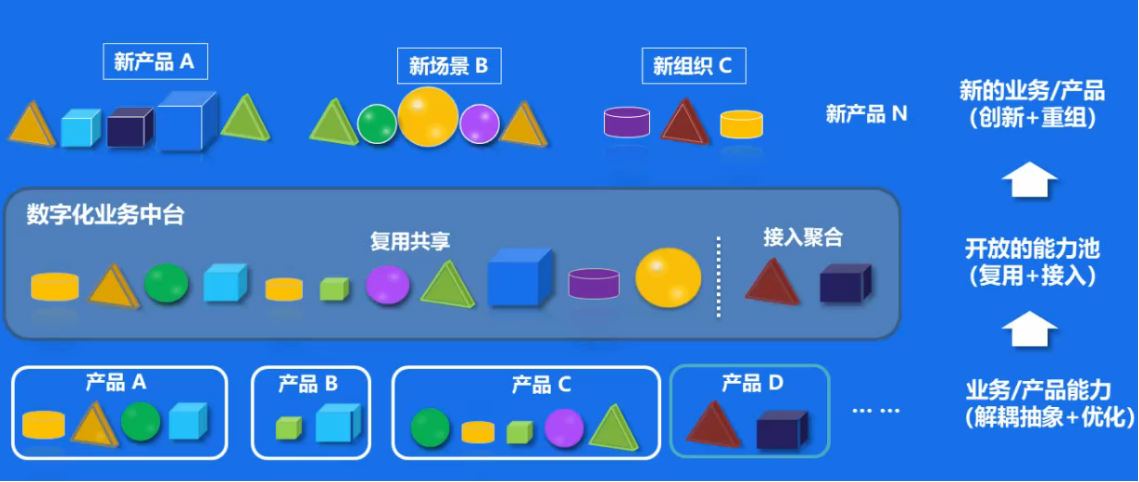 新产品 A
新场景 B
新组织 C
新产品 N
新的业务/产品
(创新+重组)
数字化业务中台
复用共享
接入聚合
开放的能力池
(复用+接入)
产品 A
产品 B
产品 C
产品 D
... ...
业务/产品能力
(解耦抽象+优化)